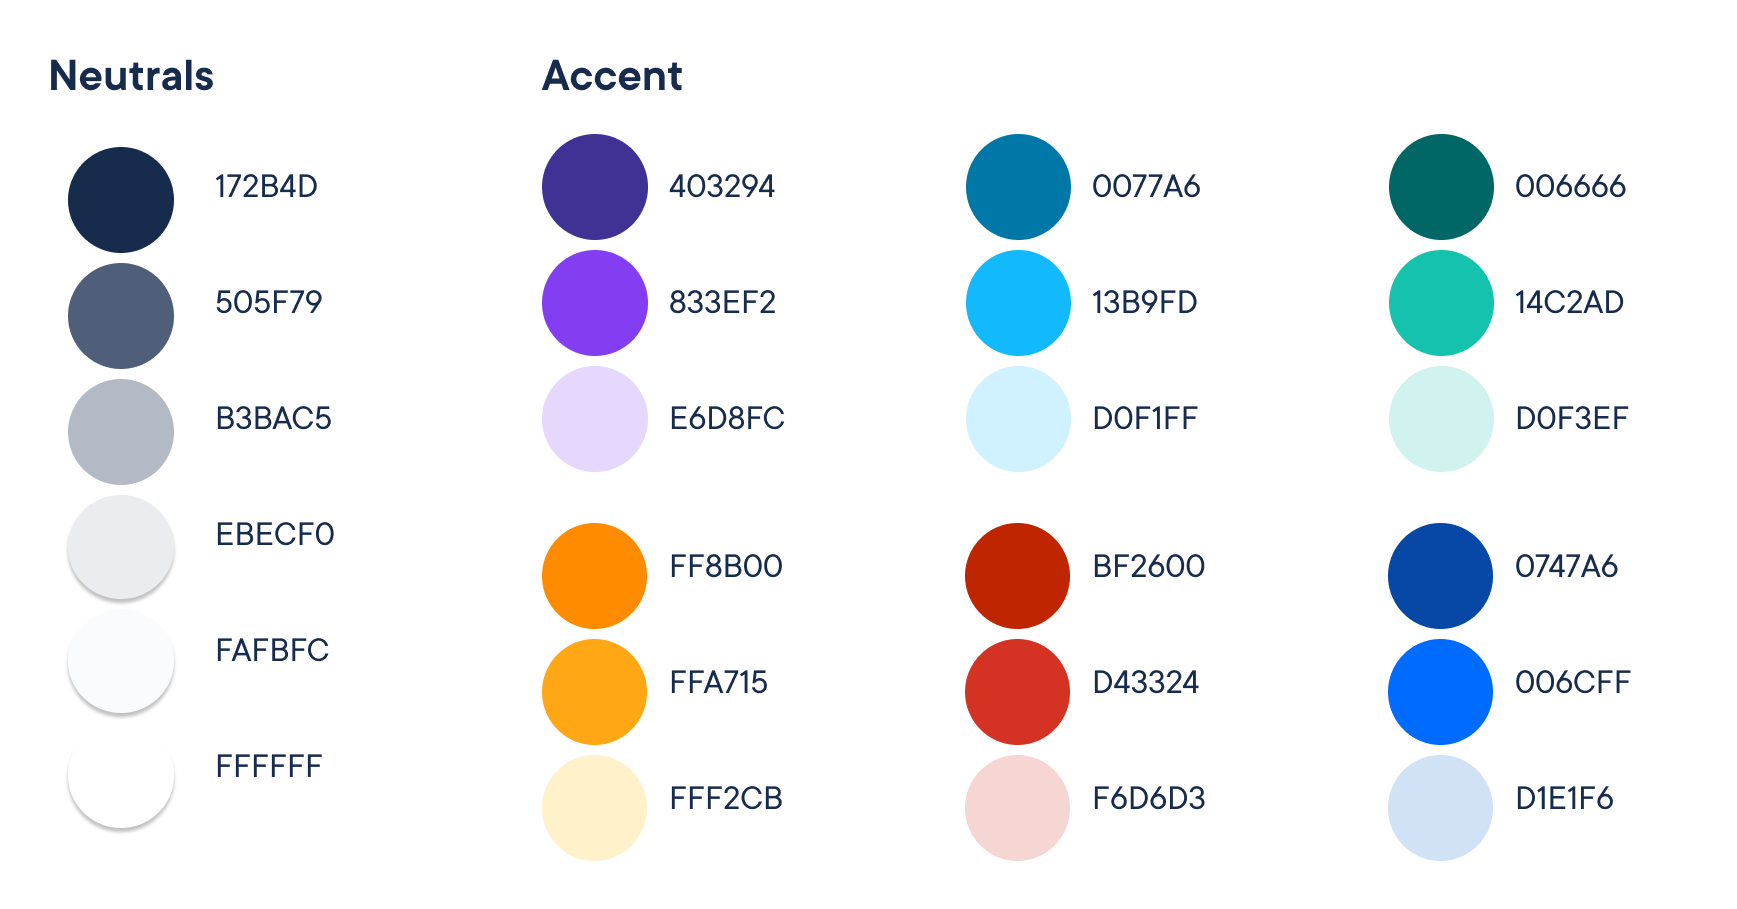 Neutrals
172B4D
505F79
B3BAC5
EBECF0
FAFBFC
FFFFFF
Accent
403294
833EF2
E6D8FC
0077A6
13B9FD
D0F1FF
006666
14C2AD
D0F3EF
FF8B00
FFA715
FFF2CB
BF2600
D43324
F6D6D3
0747A6
006CFF
D1E1F6